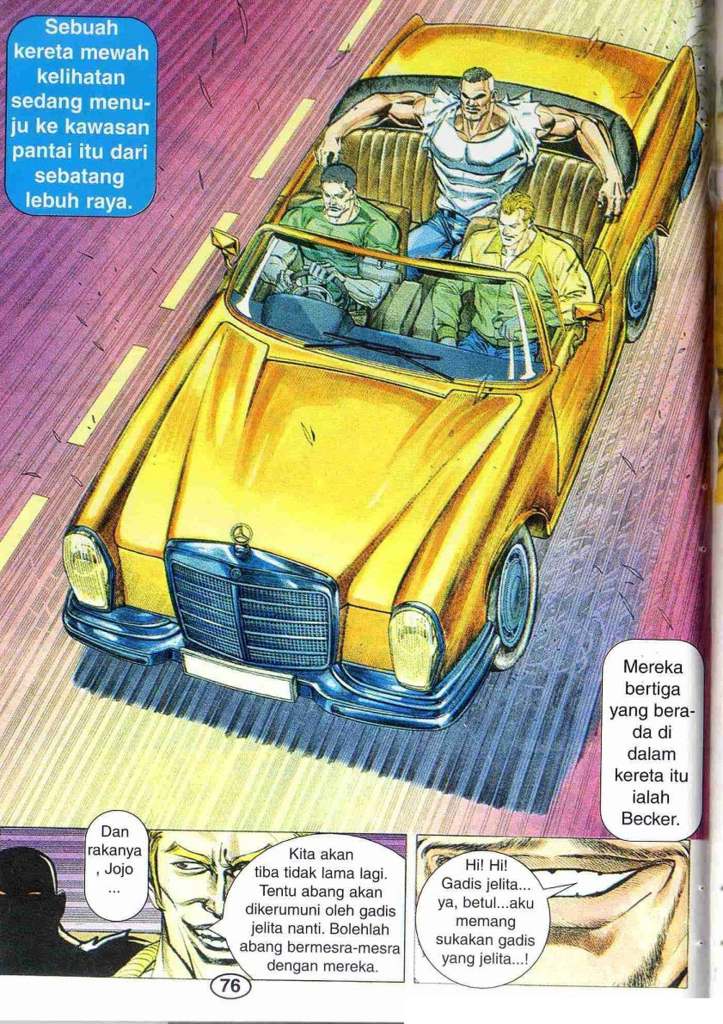 Sebuah
kereta mewah
kelihatan
sedang menu-
ju ke kawasan
pantai itu dari
sebatang
lebuh raya.
Mereka
bertiga
yang bera-
da di
dalam
kereta itu
ialah
Becker.
Dan
rakanya
, Jojo
...
Kita akan
tiba tidak lama lagi.
Tentu abang akan
dikerumuni oleh gadis
jelita nanti. Bolehlah
abang bermesra-mesra
dengan mereka.
Hi! Hi!
Gadis jelita...
ya, betul...aku
memang
sukakan gadis
yang jelita...!
76